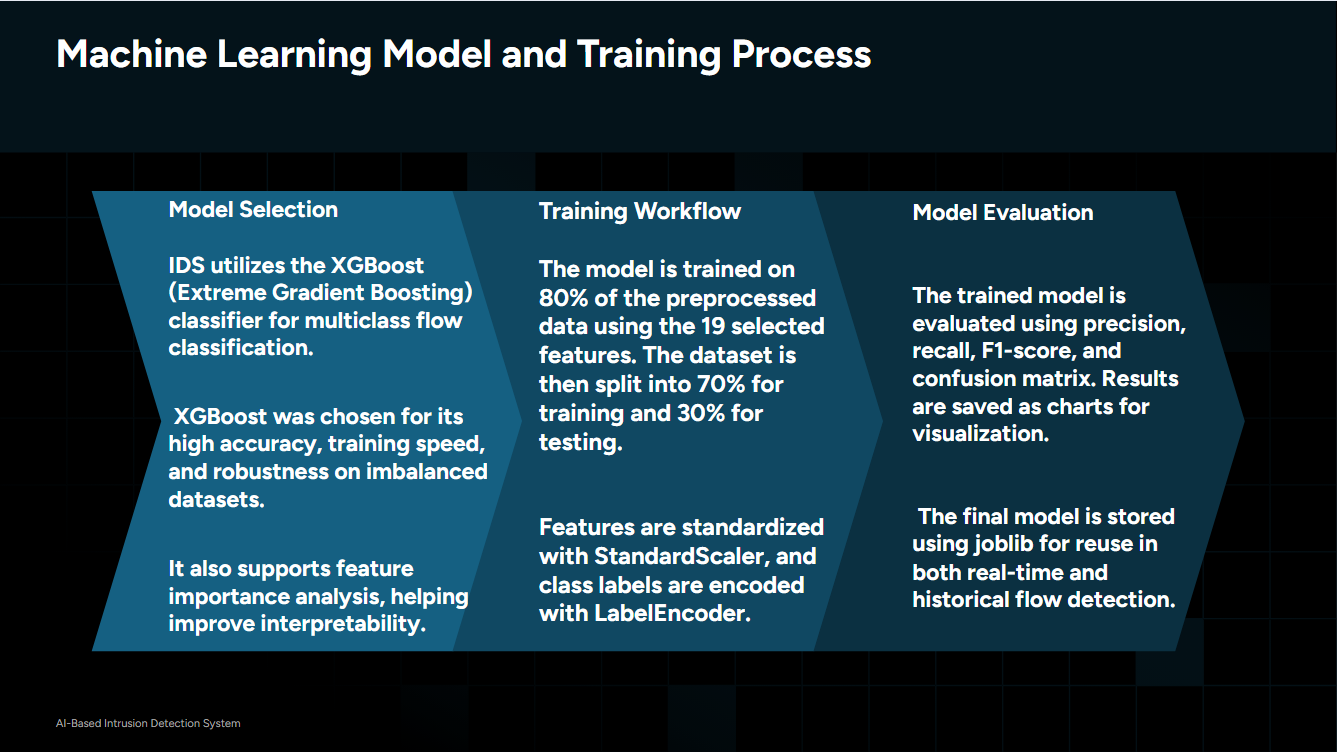 Machine Learning Model and Training Process
Model Selection
IDS utilizes the XGBoost
(Extreme Gradient Boosting)
classifier for multiclass flow
classification.
XGBoost was chosen for its
high accuracy, training speed,
and robustness on imbalanced
datasets.
It also supports feature
importance analysis, helping
improve interpretability.
Training Workflow
The model is trained on
80% of the preprocessed
data using the 19 selected
features. The dataset is
then split into 70% for
training and 30% for
testing.
Features are standardized
with StandardScaler, and
class labels are encoded
with LabelEncoder.
Model Evaluation
The trained model is
evaluated using precision,
recall, F1-score, and
confusion matrix. Results
are saved as charts for
visualization.
The final model is stored
using joblib for reuse in
both real-time and
historical flow detection.
AI-Based Intrusion Detection System